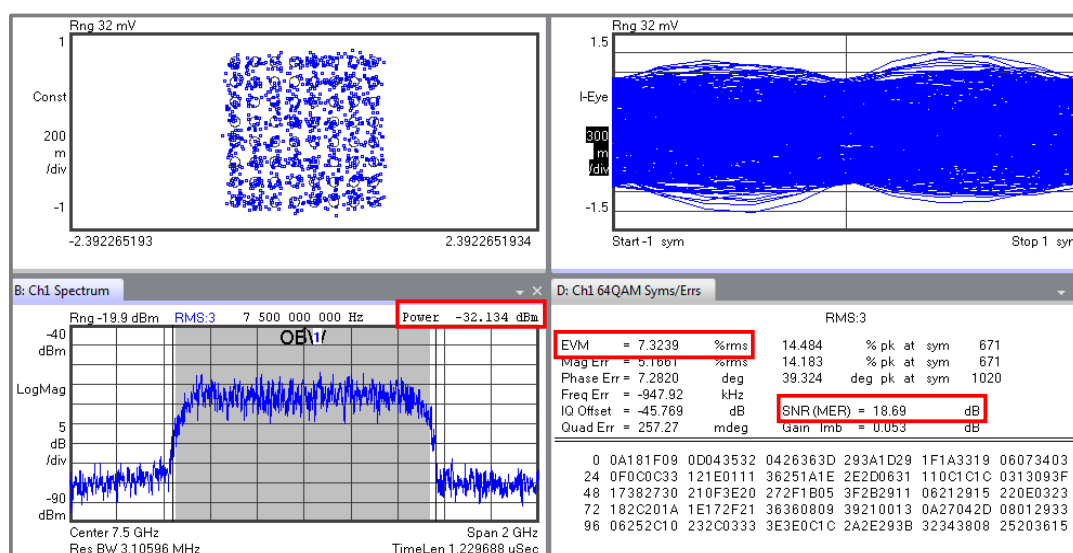 Rng 32 mV
1
Const
200
m
/div
-1
-2.392265193 2.3922651934
Rng 32 mV
1.5
I-Eye
300
m
/div
-1.5
Start -1 sym Stop 1 sym
B: Ch1 Spectrum
Rng -19.9 dBm RMS:3 7 500 000 000 Hz Power -32.134 dBm
-40
dBm
LogMag
5
dB
/div
-90
dBm
Center 7.5 GHz Span 2 GHz
Res BW 3.10596 MHz TimeLen 1.229688 uSec
D: Ch1 64QAM Syms/Errs
RMS:3
EVM = 7.3239 %rms 14.484 % pk at sym 671
Mag Err = 5.1661 %rms 14.183 % pk at sym 671
Phase Err = 7.2820 deg 39.324 deg pk at sym 1020
Freq Err = -947.92 kHz
IQ Offset = -45.769 dB SNR (MER) = 18.69 dB
Quad Err = 257.27 mdeg Gain Imb = 0.053 dB
0 0A181F09 0D043532 0426363D 293A1D29 1F1A3319 06073403
24 0F0C0C33 121E0111 36251A1E 2E2D0631 110C1C1C 0313093F
48 17382730 210F3E20 272F1B05 3F2B2911 06212915 220E0323
72 182C201A 1E172F21 36360809 39210013 0A27042D 08012933
96 06252C10 232C0333 3E3E0C1C 2A2E293B 32343808 25203615